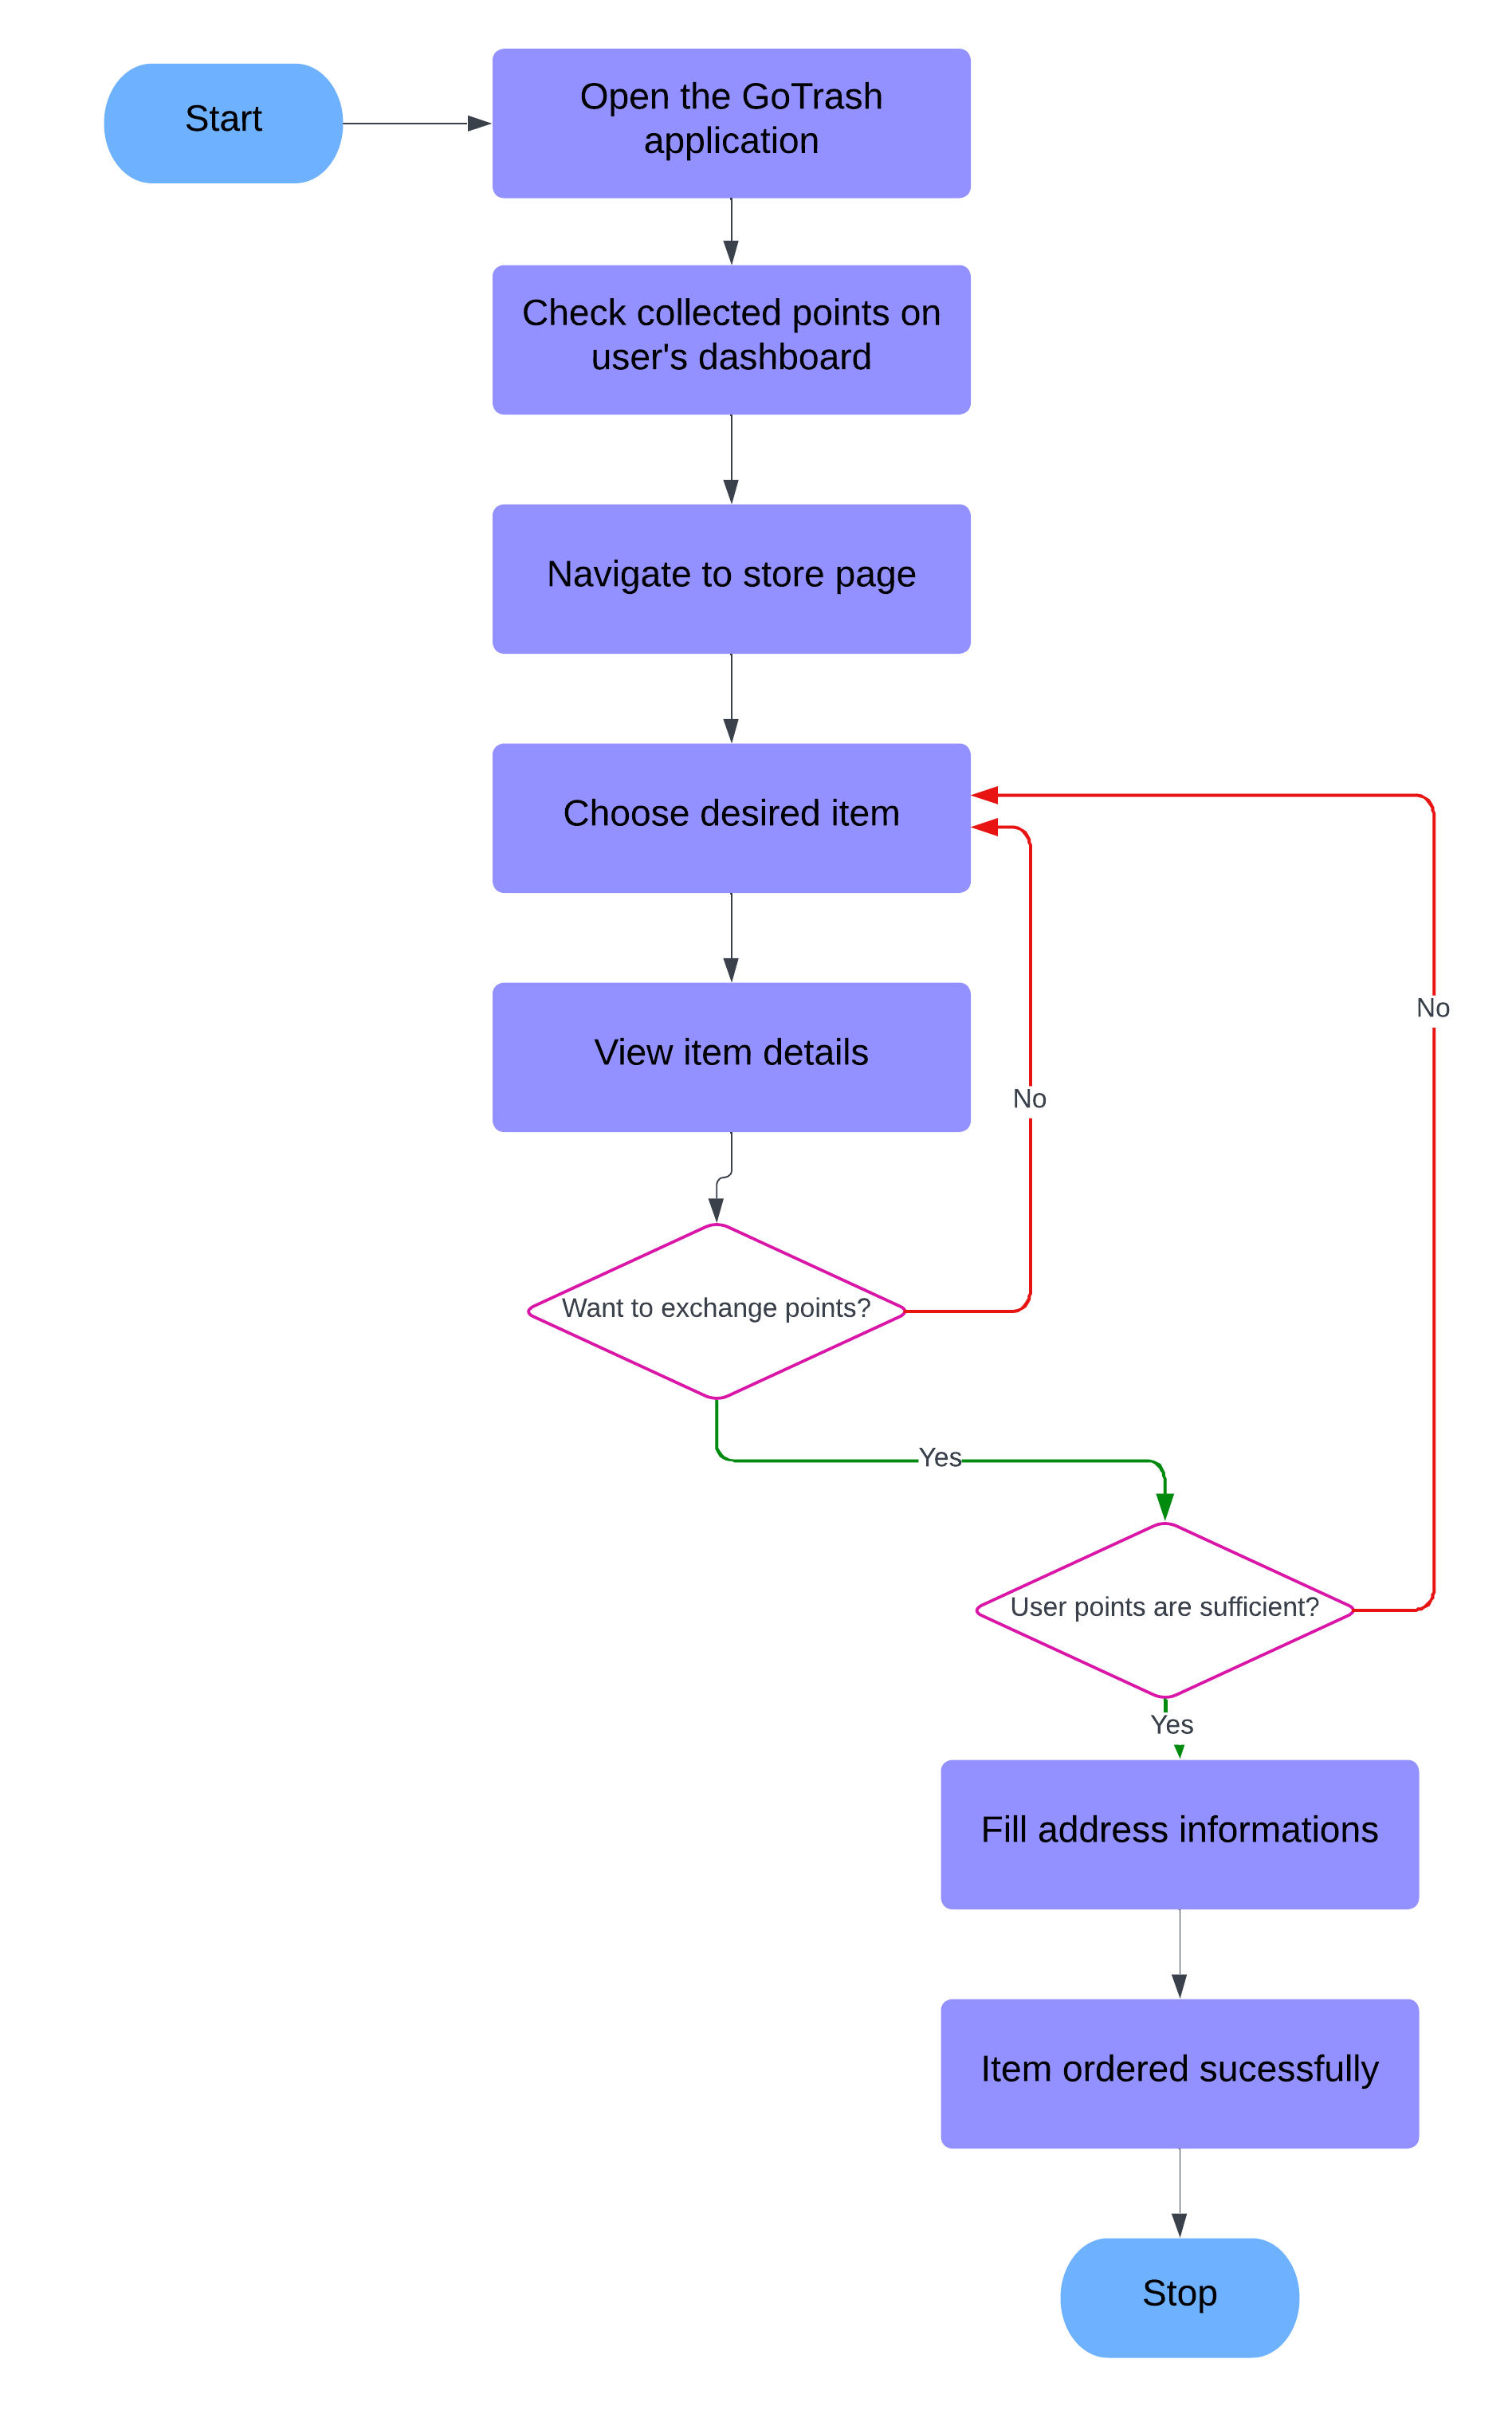 Start
Open the GoTrash
application
Check collected points on
user's dashboard
Navigate to store page
Choose desired item
View item details
No
No
Want to exchange points?
Yes
User points are sufficient?
Yes
Fill address informations
Item ordered sucessfully
Stop